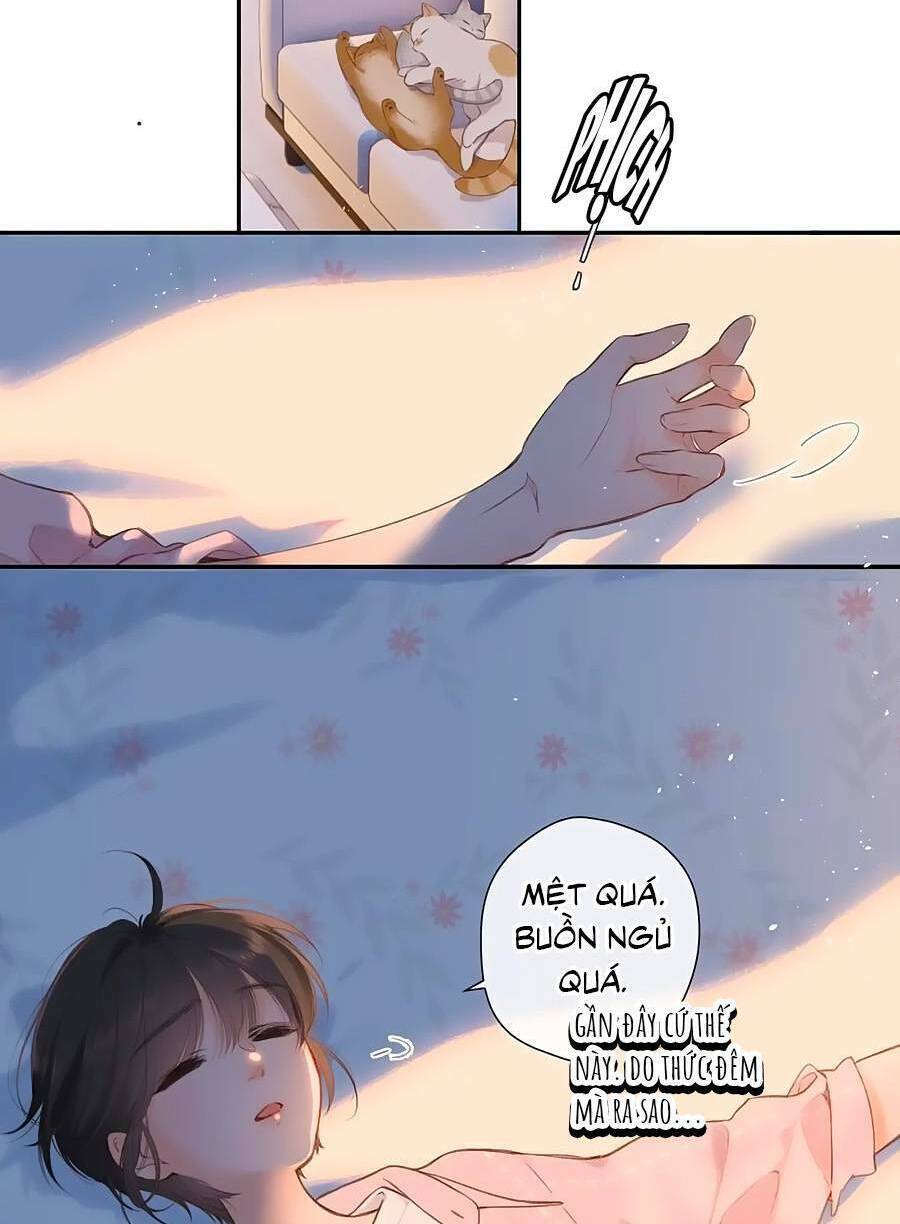 PHỊCH
MỆT QUÁ.
BUỒN NGỦ
QUÁ.
GẦN ĐÂY CỨ THẾ
NÀY. DO THỨC ĐÊM
MÀ RA SAO...